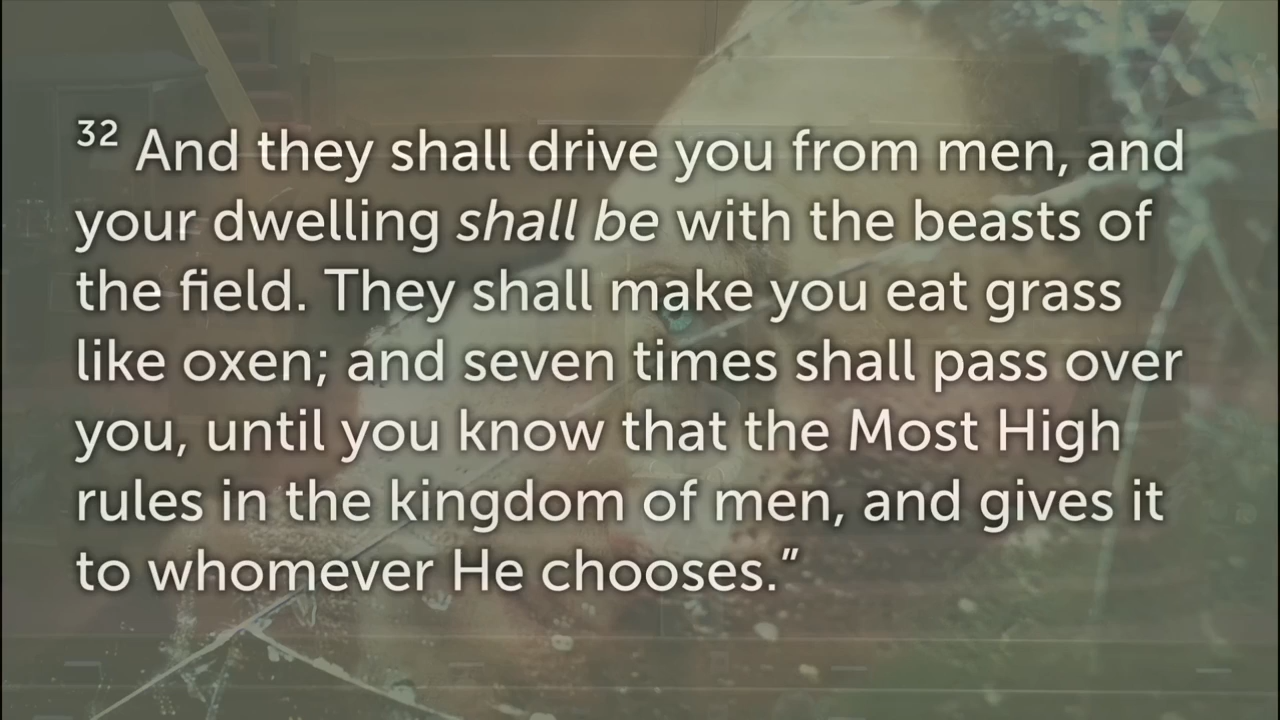 32 And they shall drive you from men, and
your dwelling shall be with the beasts of
the field. They shall make you eat grass
like oxen; and seven times shall pass over
you, until you know that the Most High
rules in the kingdom of men, and gives it
to whomever He chooses.”